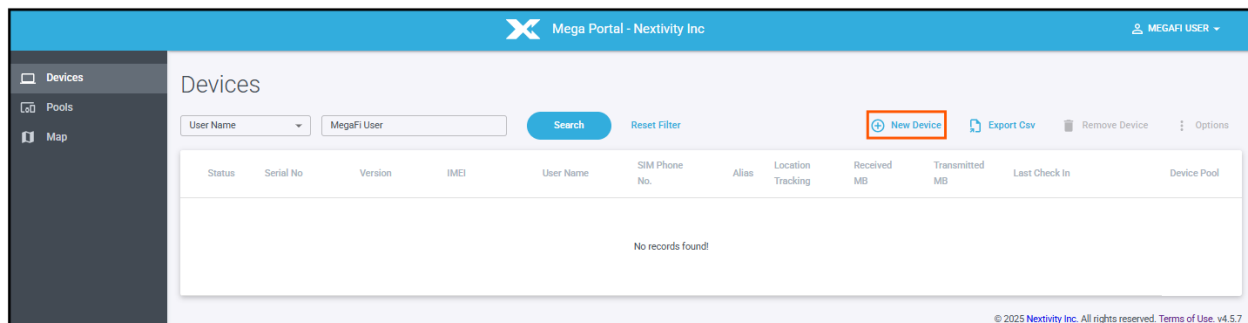 Mega Portal - Nextivity Inc
MEGAFI USER
Devices
Pools
Map
Devices
User Name
MegaFi User
Search
Reset Filter
New Device
Export Csv
Remove Device
Options
Status
Serial No
Version
IMEI
User Name
SIM Phone
No.
Alias
Location
Tracking
Received
MB
Transmitted
MB
Last Check In
Device Pool
No records found!
© 2025 Nextivity Inc. All rights reserved. Terms of Use. v4.5.7